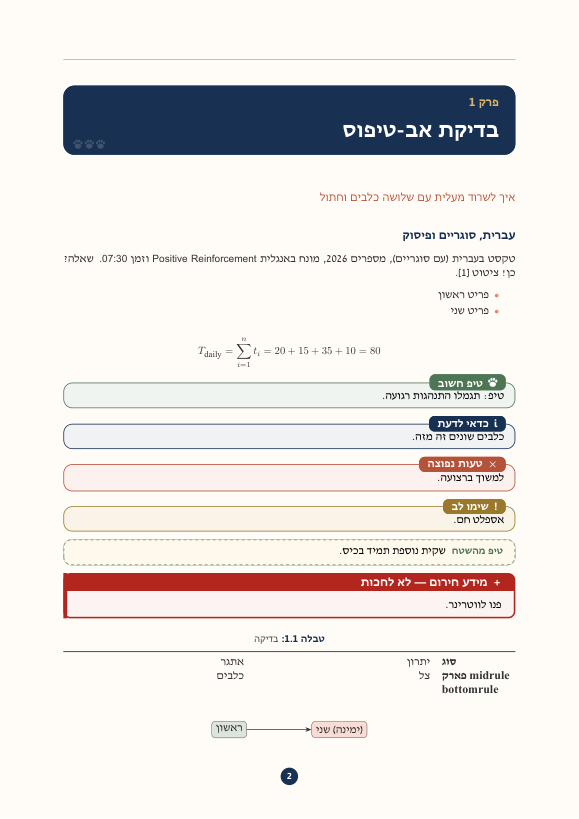 פרק 1
בדיקת אב-טיפוס
איך לשרוד מעלית עם שלושה כלבים וחתול
עברית, סוגריים ופיסוק
טקסט בעברית (עם סוגריים), מספרים 2026, מונח באנגלית Positive Reinforcement וזמן 07:30. שאלה?
כן! ציטוט [1].
• פריט ראשון
• פריט שני
T_daily = ∑_{i=1}^{n} t_i = 20 + 15 + 35 + 10 = 80
טיפ חשוב
טיפ: תגמלו התנהגות רגועה.
i כדאי לדעת
כלבים שונים זה מזה.
× טעות נפוצה
למשוך ברצועה.
! שימו לב
אספלט חם.
טיפ מהשטח שקית נוספת תמיד בכיס.
+ מידע חירום — לא לחכות
פנו לווטרינר.
טבלה 1.1: בדיקה
סוג יתרון אתגר
midrule פארק צל כלבים
bottomrule
ראשון (ימינה) שני
2